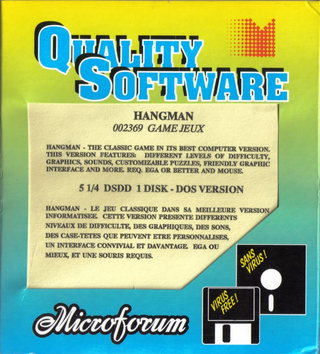 QUALITY
SOFTWARE
HANGMAN
002369 GAME JEUX
HANGMAN - THE CLASSIC GAME IN ITS BEST COMPUTER VERSION.
THIS VERSION FEATURES: DIFFERENT LEVELS OF DIFFICULTY,
GRAPHICS, SOUNDS, CUSTOMIZABLE PUZZLES, FRIENDLY GRAPHIC
INTERFACE AND MORE. REQ. EGA OR BETTER AND MOUSE.
5 1/4 DSDD 1 DISK - DOS VERSION
HANGMAN - LE JEU CLASSIQUE DANS SA MEILLEURE VERSION
INFORMATISEE. CETTE VERSION PRESENTE DIFFERENTS
NIVEAUX DE DIFFICULTE, DES GRAPHIQUES, DES SONS,
DES CASE-TETES QUE PEUVENT ETRE PERSONNALISES,
UN INTERFACE CONVIVIAL ET DAVANTAGE. EGA OU
MIEUX, ET UNE SOURIS REQUIS.
SANS
VIRUS!
VIRUS
FREE!
Microforum